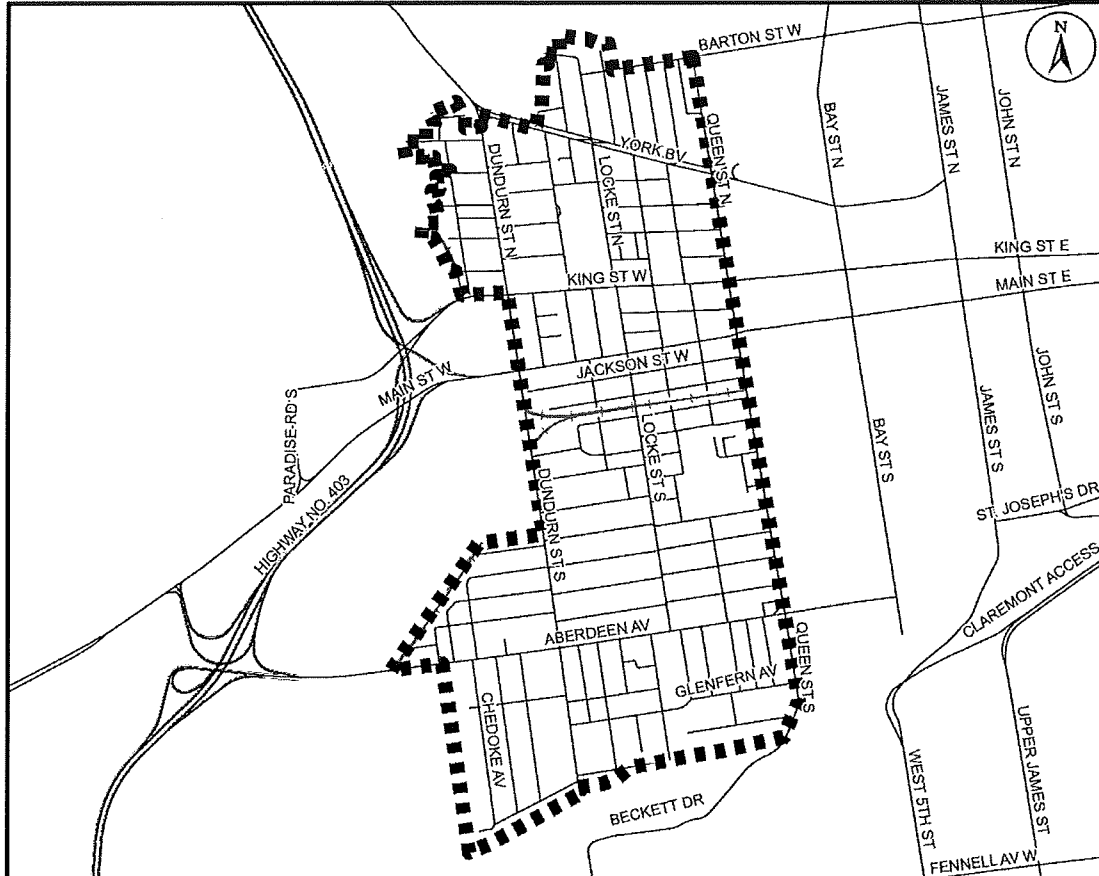 N
BARTON ST W
BAY ST N
JAMES ST N
JOHN ST N
QUEEN ST N
YORK BV
DUNDURN ST N
LOCKE ST N
KING ST E
KING ST W
MAIN ST E
JACKSON ST W
MAIN ST W
PARADISE RD S
JOHN ST S
JAMES ST S
BAY ST S
LOCKE ST S
HIGHWAY NO. 403
DUNDURN ST S
ST. JOSEPH'S DR
CLAREMONT ACCESS
ABERDEEN AV
QUEEN ST S
GLENFERN AV
CHEDOKE AV
UPPER JAMES ST
WEST 5TH ST
BECKETT DR
FENNELL AV W